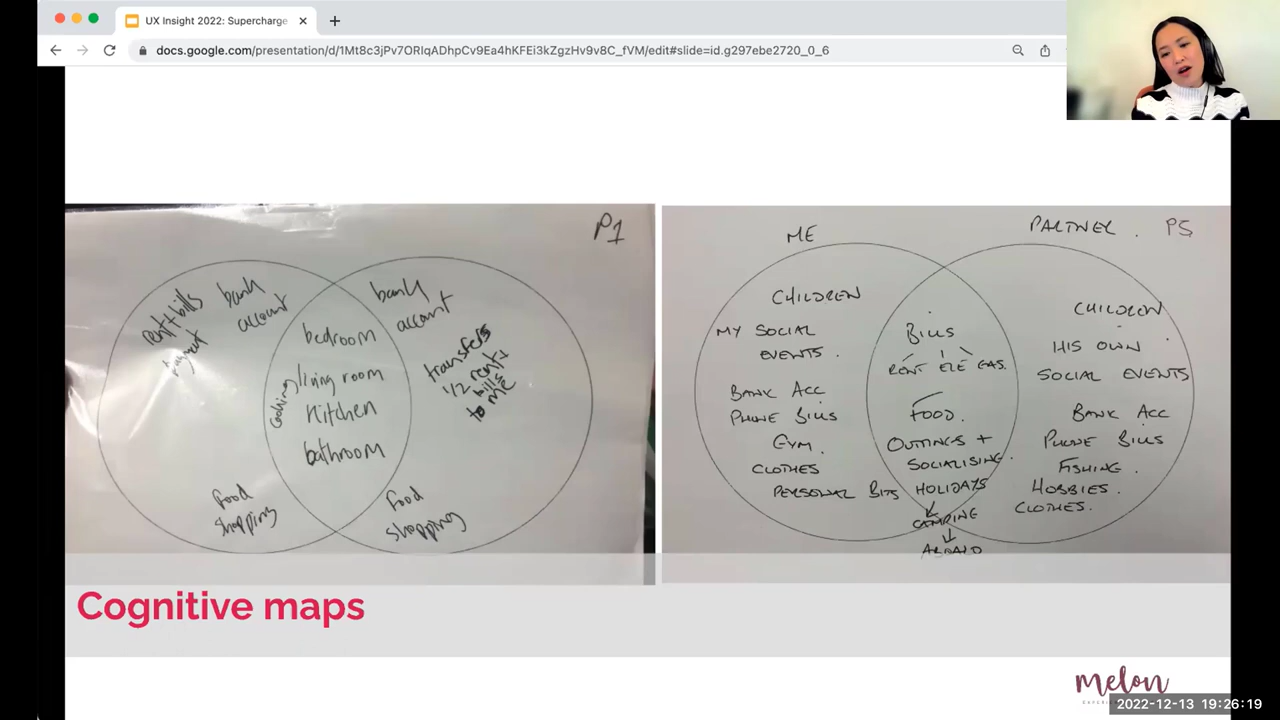 UX Insight 2022: Supercharge
docs.google.com/presentation/d/1Mt8c3jPv7ORIqADhpCv9Ea4hKFEi3kZgzHv9v8C_fVM/edit#slide=id.g297ebe2720_0_6
P1
rent + bills
payment
bank
account
bank
account
bedroom
living room
cooking
kitchen
bathroom
transfers
1/2 rent +
bills
to me
food
shopping
food
shopping
ME
PARTNER . P5
CHILDREN
MY SOCIAL
EVENTS .
BANK ACC
PHONE BILLS
GYM .
CLOTHES
PERSONAL BITS
BILLS
RENT ELE GAS.
FOOD.
OUTINGS +
SOCIALISING.
HOLIDAYS
CAMPING
ABROAD
CHILDREN
HIS OWN
SOCIAL EVENTS
BANK ACC
PHONE BILLS
FISHING .
HOBBIES .
CLOTHES.
Cognitive maps
melon
2022-12-13 19:26:19